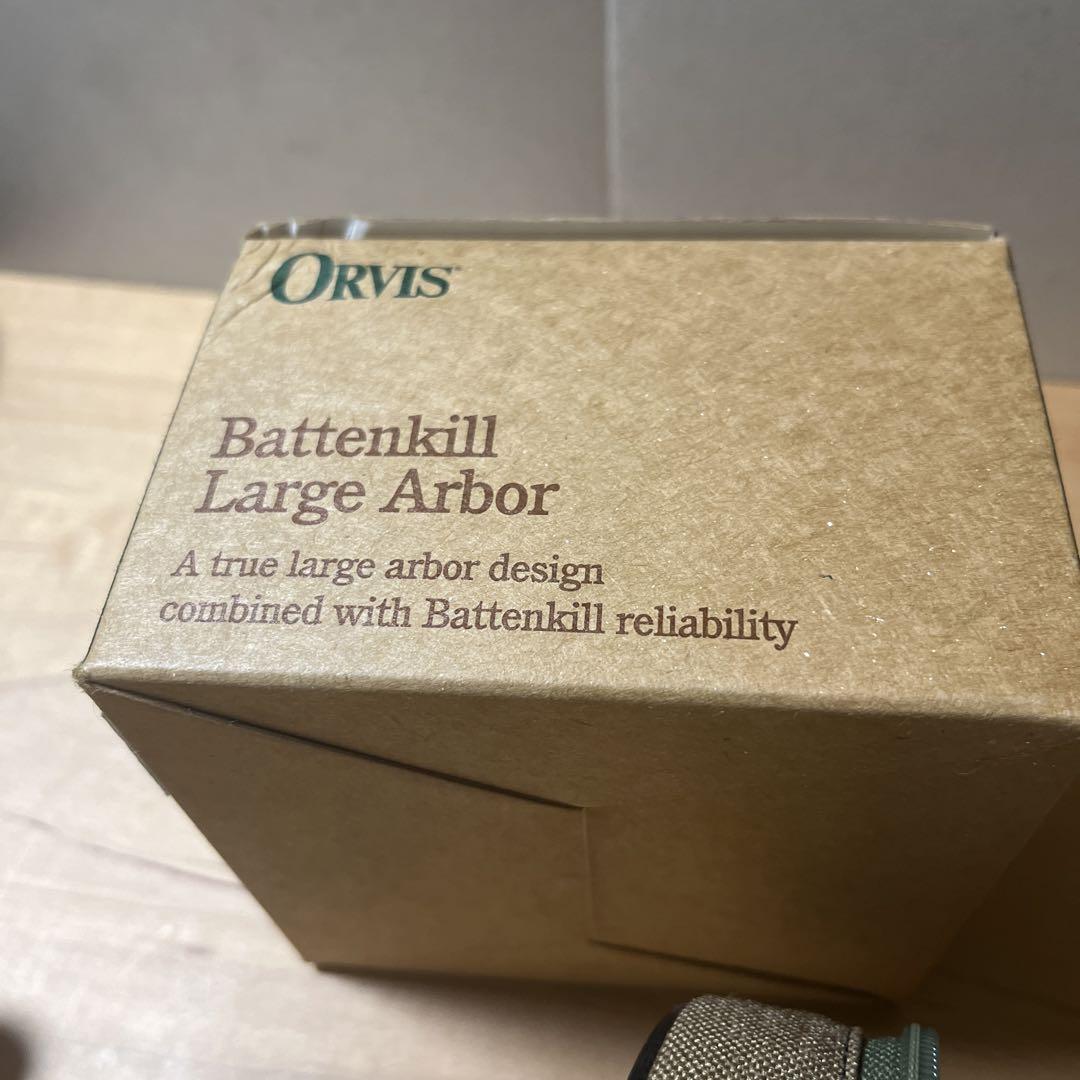 ORVIS
Battenkill
Large Arbor
A true large arbor design
combined with Battenkill reliability